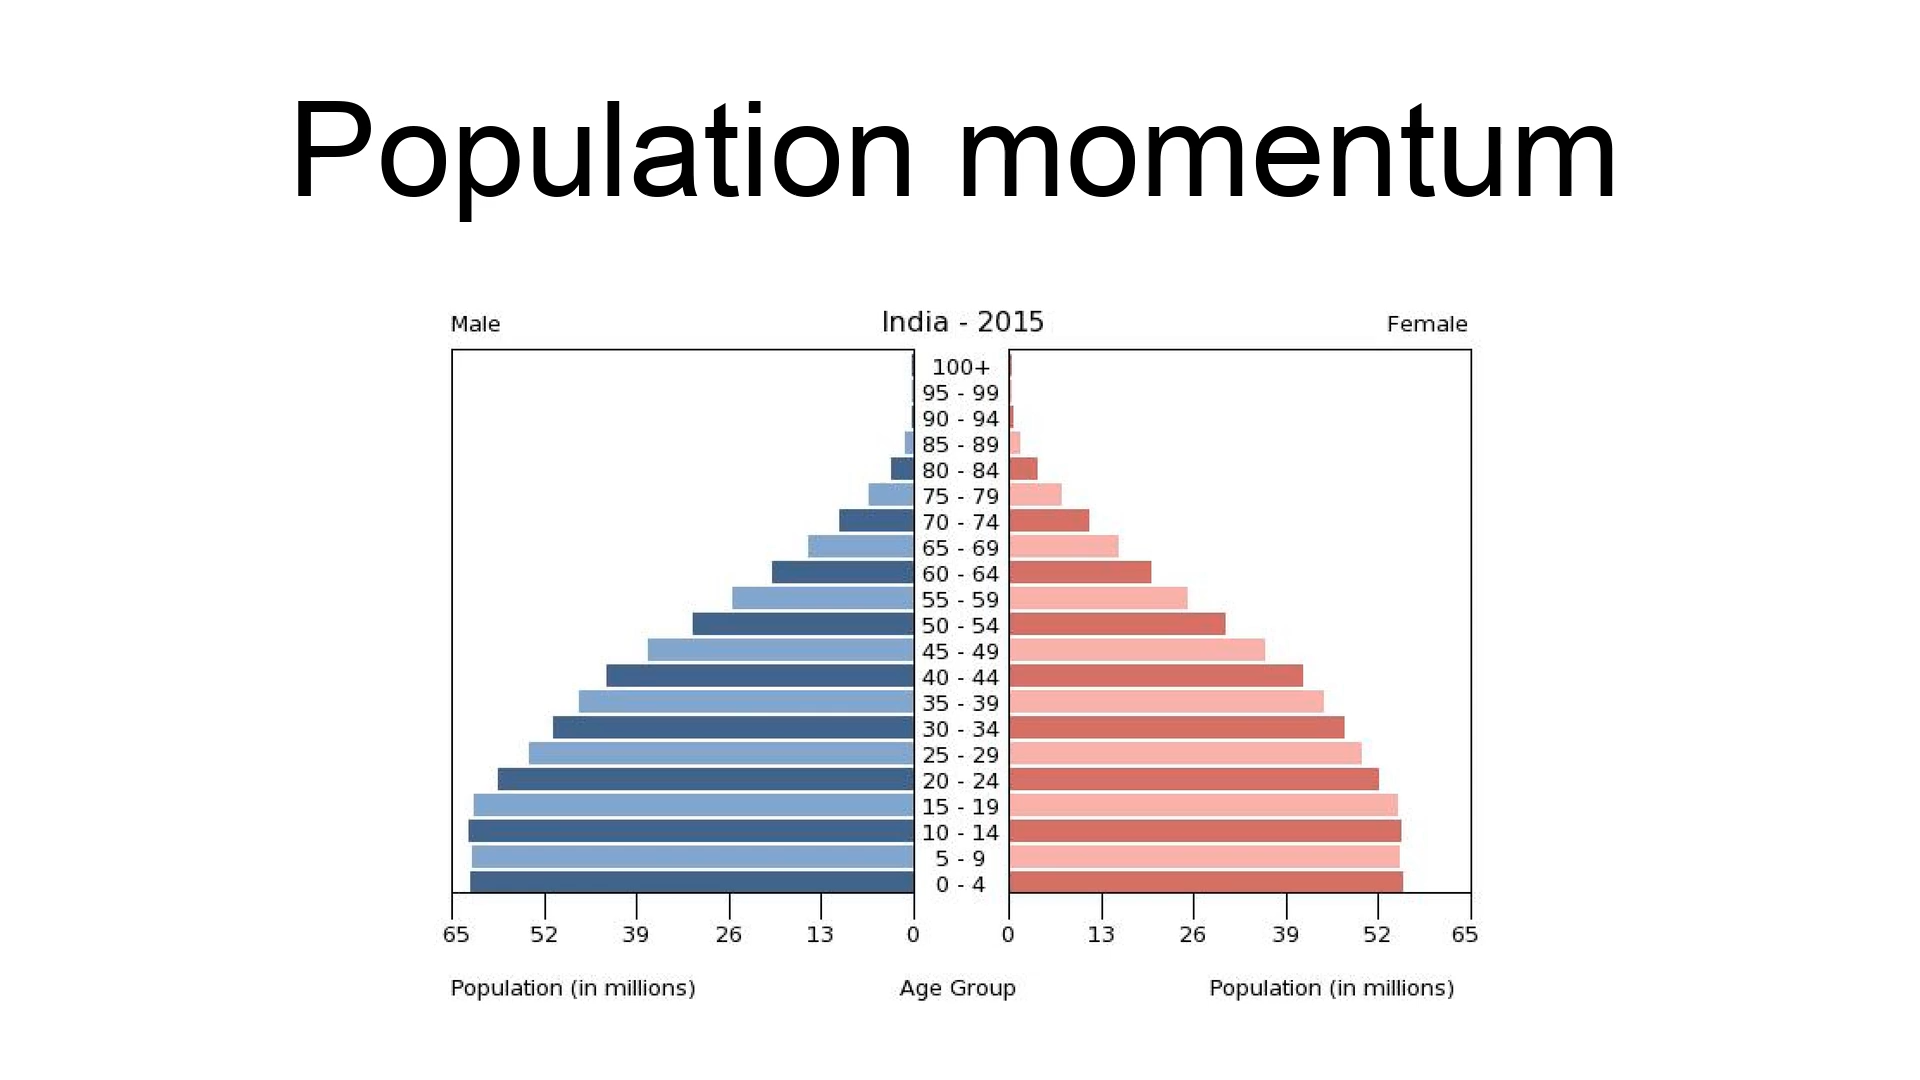 Population momentum
Male India - 2015 Female
100+
95 - 99
90 - 94
85 - 89
80 - 84
75 - 79
70 - 74
65 - 69
60 - 64
55 - 59
50 - 54
45 - 49
40 - 44
35 - 39
30 - 34
25 - 29
20 - 24
15 - 19
10 - 14
5 - 9
0 - 4
65 52 39 26 13 0 0 13 26 39 52 65
Population (in millions) Age Group Population (in millions)